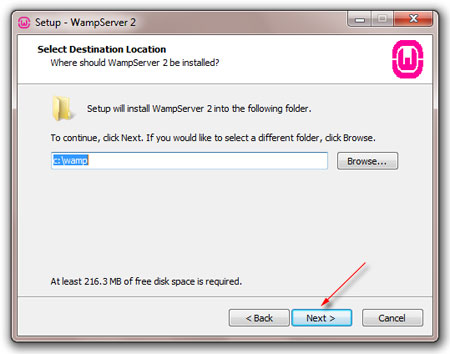 Setup - WampServer 2
Select Destination Location
Where should WampServer 2 be installed?
Setup will install WampServer 2 into the following folder.
To continue, click Next. If you would like to select a different folder, click Browse.
c:\wamp
Browse...
At least 216.3 MB of free disk space is required.
< Back
Next >
Cancel